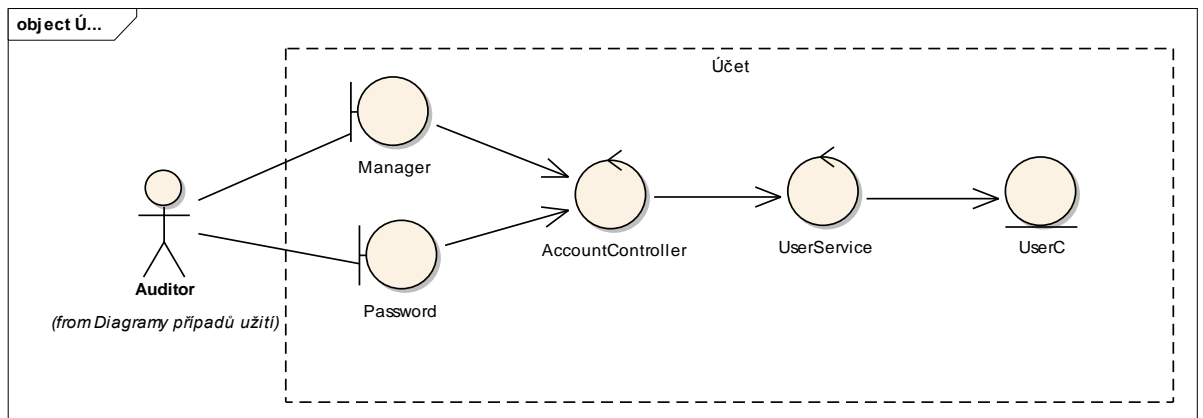 object Ú...
Účet
Manager
AccountController
UserService
UserC
Auditor
Password
(from Diagramy případů užití)